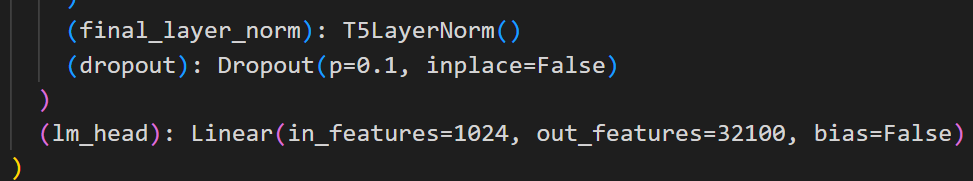 )
(final_layer_norm): T5LayerNorm()
(dropout): Dropout(p=0.1, inplace=False)
)
(lm_head): Linear(in_features=1024, out_features=32100, bias=False)
)